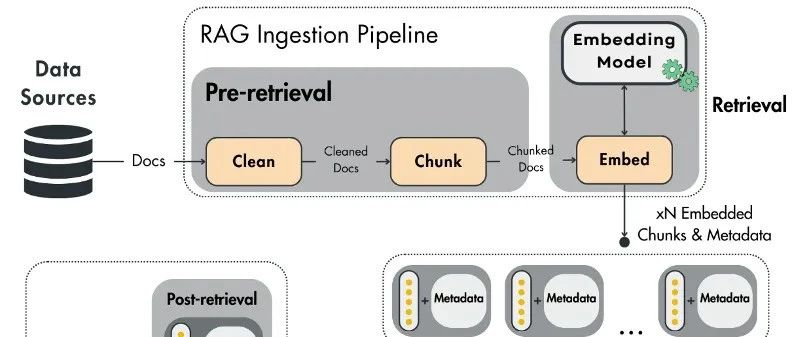 RAG Ingestion Pipeline
Embedding
Model
Data
Sources
Pre-retrieval
Retrieval
Docs
Clean
Cleaned
Docs
Chunk
Chunked
Docs
Embed
xN Embedded
Chunks & Metadata
Post-retrieval
+ Metadata
+ Metadata
...
+ Metadata